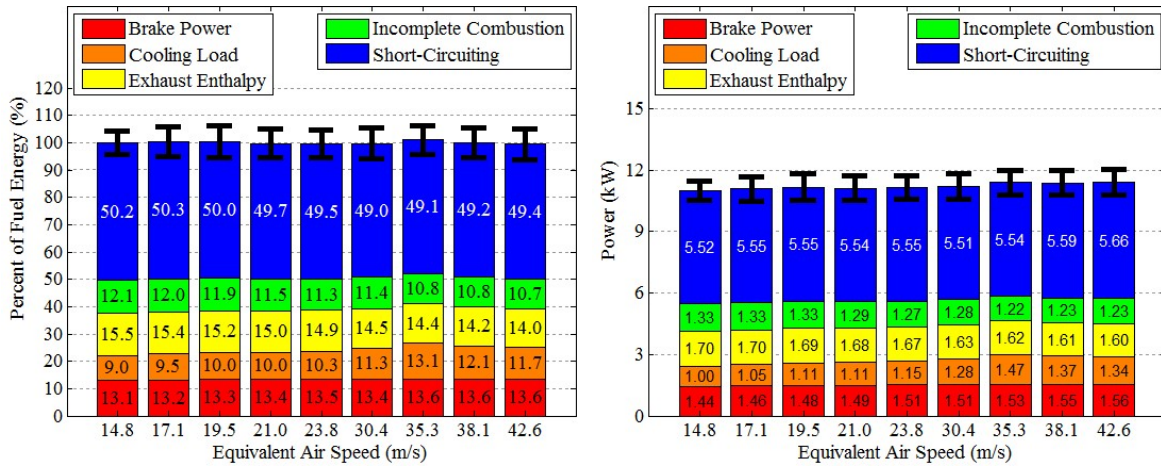 Brake Power
Cooling Load
Exhaust Enthalpy
Incomplete Combustion
Short-Circuiting
Percent of Fuel Energy (%)
120
110
100
90
80
70
60
50
40
30
20
10
0
50.2 50.3 50.0 49.7 49.5 49.0 49.1 49.2 49.4
12.1 12.0 11.9 11.5 11.3 11.4 10.8 10.8 10.7
15.5 15.4 15.2 15.0 14.9 14.5 14.4 14.2 14.0
9.0 9.5 10.0 10.0 10.3 11.3 13.1 12.1 11.7
13.1 13.2 13.3 13.4 13.5 13.4 13.6 13.6 13.6
14.8 17.1 19.5 21.0 23.8 30.4 35.3 38.1 42.6
Equivalent Air Speed (m/s)
Brake Power
Cooling Load
Exhaust Enthalpy
Incomplete Combustion
Short-Circuiting
Power (kW)
15
12
9
6
3
0
5.52 5.55 5.55 5.54 5.55 5.51 5.54 5.59 5.66
1.33 1.33 1.33 1.29 1.27 1.28 1.22 1.23 1.23
1.70 1.70 1.69 1.68 1.67 1.63 1.62 1.61 1.60
1.00 1.05 1.11 1.11 1.15 1.28 1.47 1.37 1.34
1.44 1.46 1.48 1.49 1.51 1.51 1.53 1.55 1.56
14.8 17.1 19.5 21.0 23.8 30.4 35.3 38.1 42.6
Equivalent Air Speed (m/s)